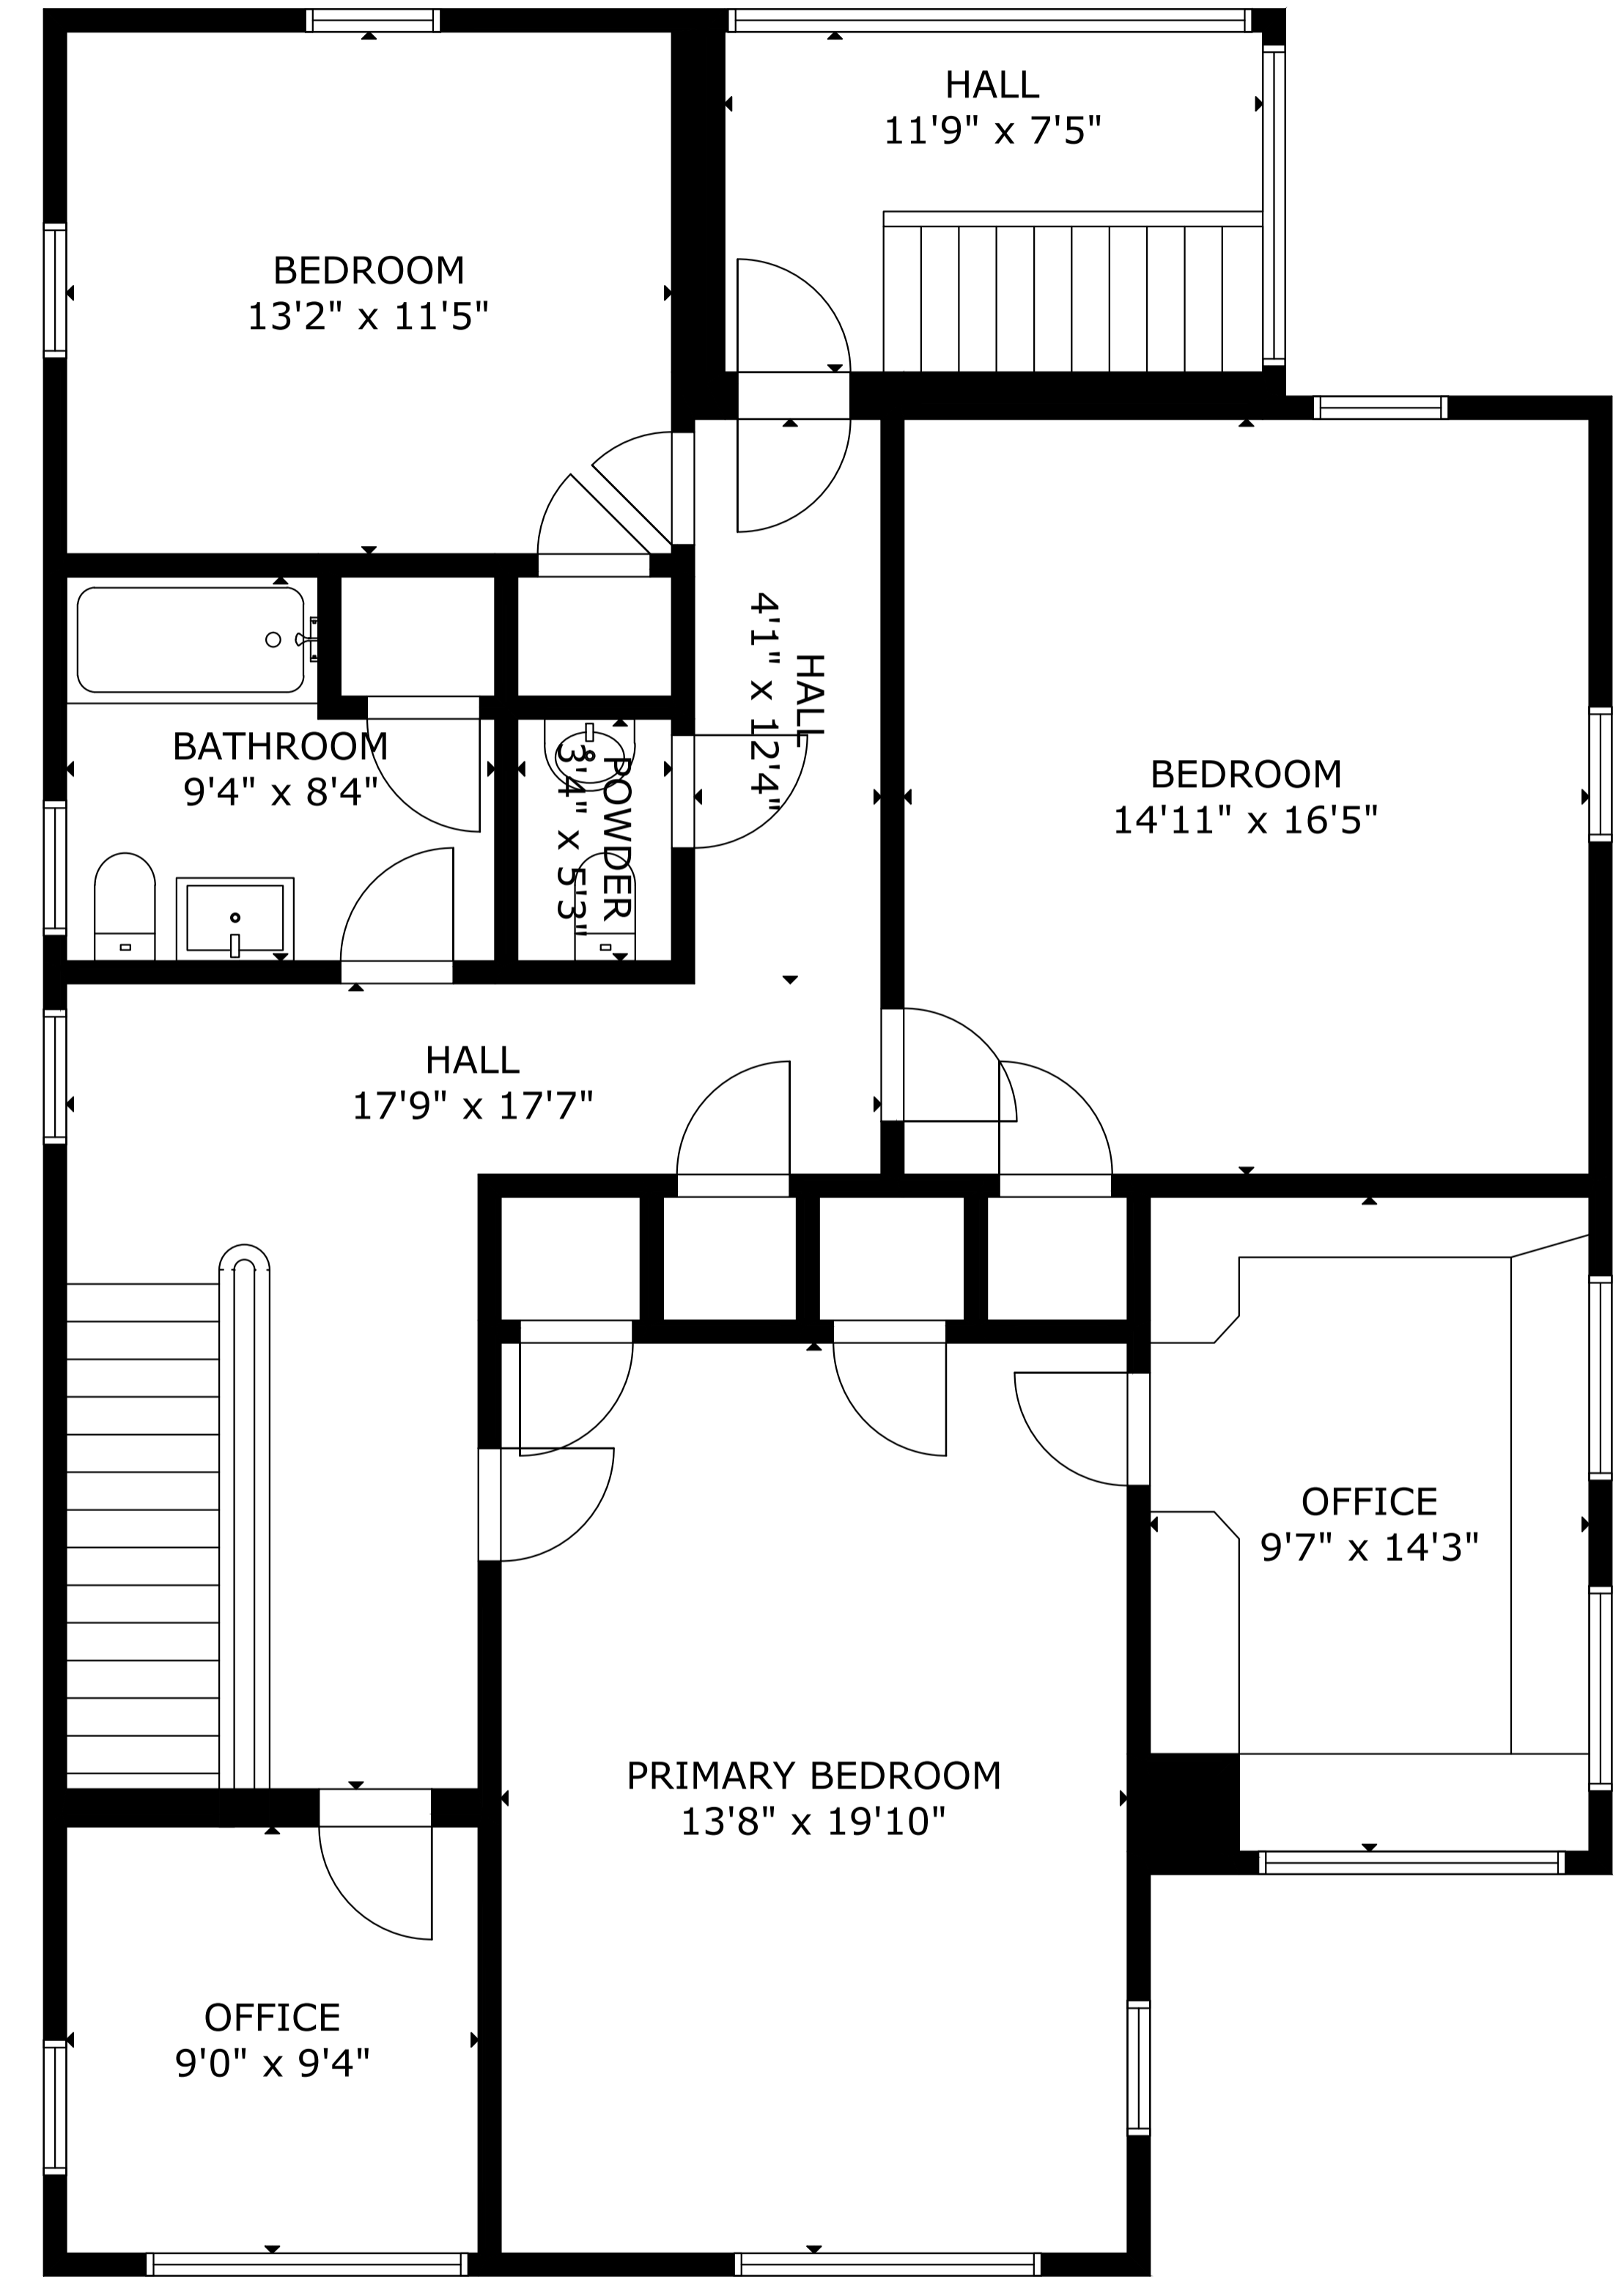 HALL
11'9" x 7'5"
BEDROOM
13'2" x 11'5"
HALL
4'1" x 12'4"
BATHROOM
9'4" x 8'4"
POWDER
3'4" x 5'3"
BEDROOM
14'11" x 16'5"
HALL
17'9" x 17'7"
OFFICE
9'7" x 14'3"
PRIMARY BEDROOM
13'8" x 19'10"
OFFICE
9'0" x 9'4"